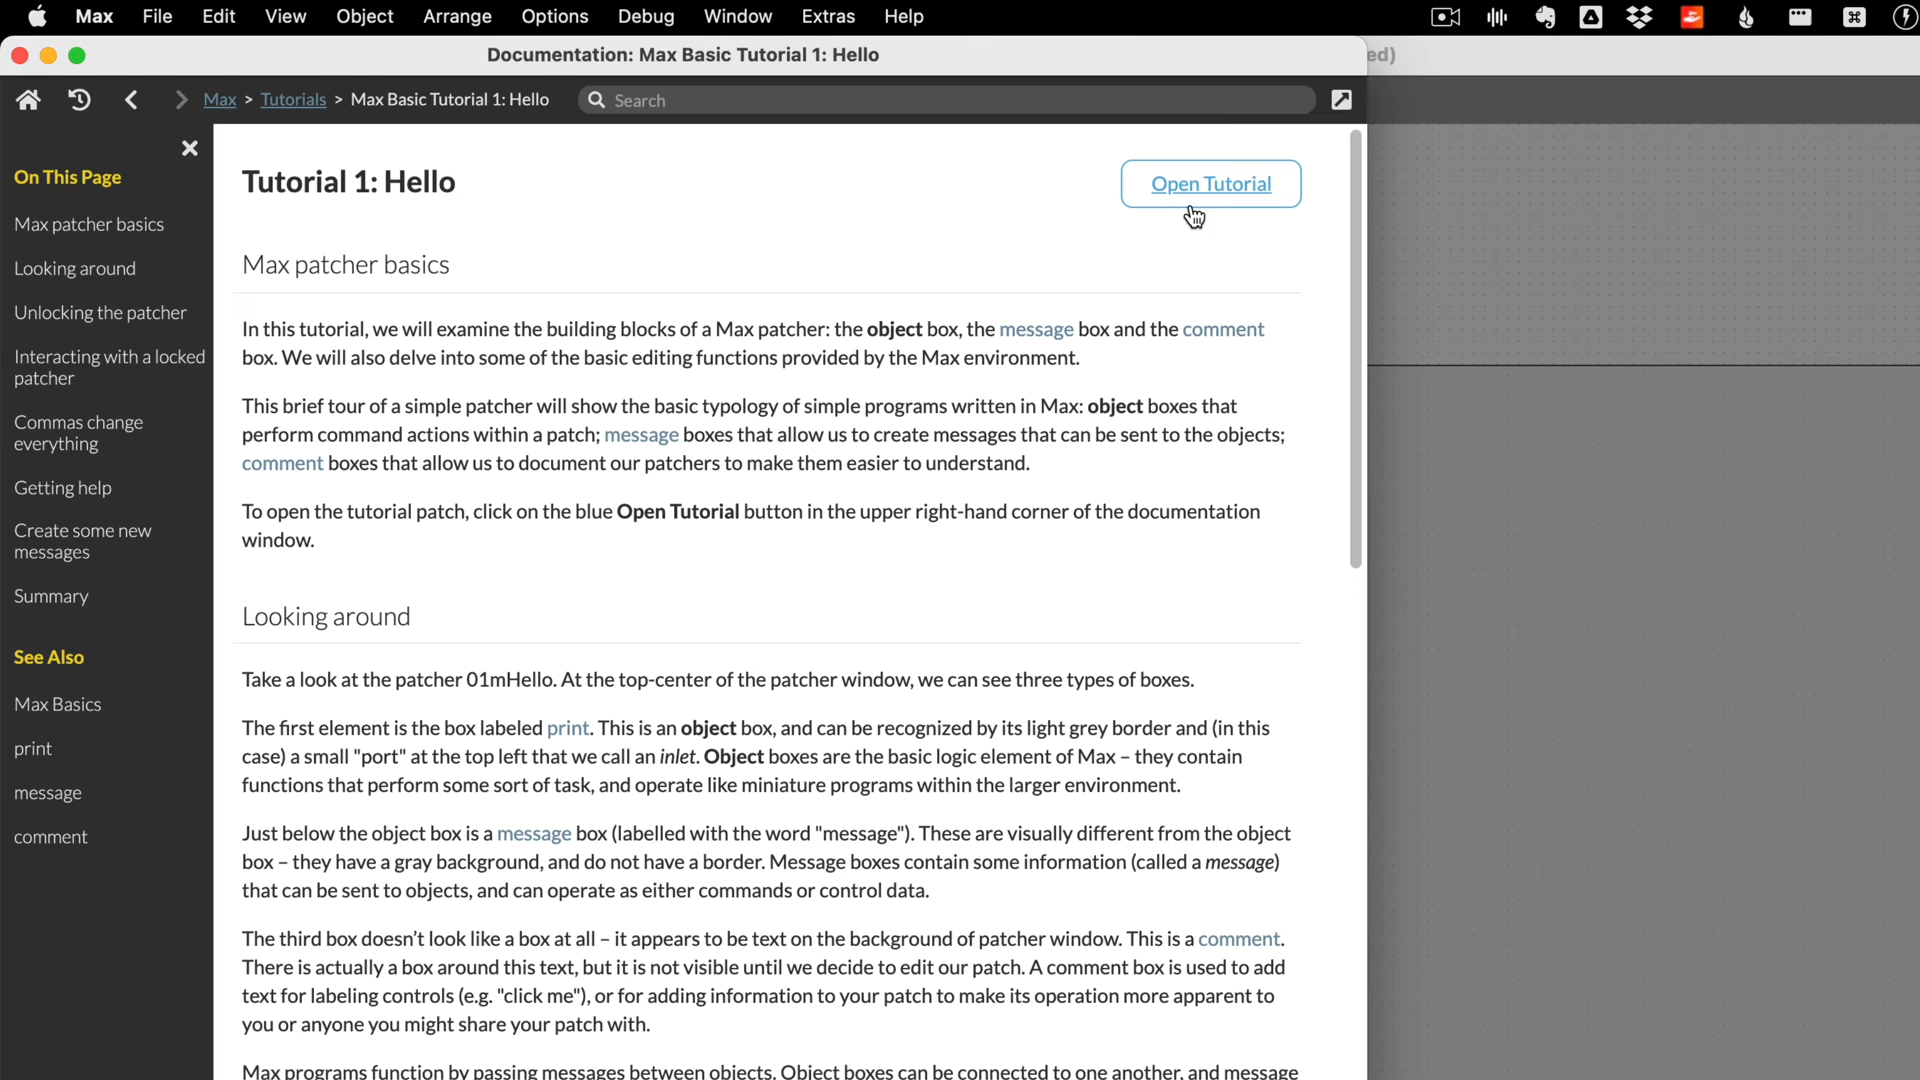 Max File Edit View Object Arrange Options Debug Window Extras Help
Documentation: Max Basic Tutorial 1: Hello
ed)
Max > Tutorials > Max Basic Tutorial 1: Hello
Search
On This Page
Max patcher basics
Looking around
Unlocking the patcher
Interacting with a locked
patcher
Commas change
everything
Getting help
Create some new
messages
Summary
See Also
Max Basics
print
message
comment
Tutorial 1: Hello
Open Tutorial
Max patcher basics
In this tutorial, we will examine the building blocks of a Max patcher: the object box, the message box and the comment
box. We will also delve into some of the basic editing functions provided by the Max environment.
This brief tour of a simple patcher will show the basic typology of simple programs written in Max: object boxes that
perform command actions within a patch; message boxes that allow us to create messages that can be sent to the objects;
comment boxes that allow us to document our patchers to make them easier to understand.
To open the tutorial patch, click on the blue Open Tutorial button in the upper right-hand corner of the documentation
window.
Looking around
Take a look at the patcher 01mHello. At the top-center of the patcher window, we can see three types of boxes.
The first element is the box labeled print. This is an object box, and can be recognized by its light grey border and (in this
case) a small "port" at the top left that we call an inlet. Object boxes are the basic logic element of Max – they contain
functions that perform some sort of task, and operate like miniature programs within the larger environment.
Just below the object box is a message box (labelled with the word "message"). These are visually different from the object
box – they have a gray background, and do not have a border. Message boxes contain some information (called a message)
that can be sent to objects, and can operate as either commands or control data.
The third box doesn't look like a box at all – it appears to be text on the background of patcher window. This is a comment.
There is actually a box around this text, but it is not visible until we decide to edit our patch. A comment box is used to add
text for labeling controls (e.g. "click me"), or for adding information to your patch to make its operation more apparent to
you or anyone you might share your patch with.
Max programs function by passing messages between objects. Object boxes can be connected to one another, and message